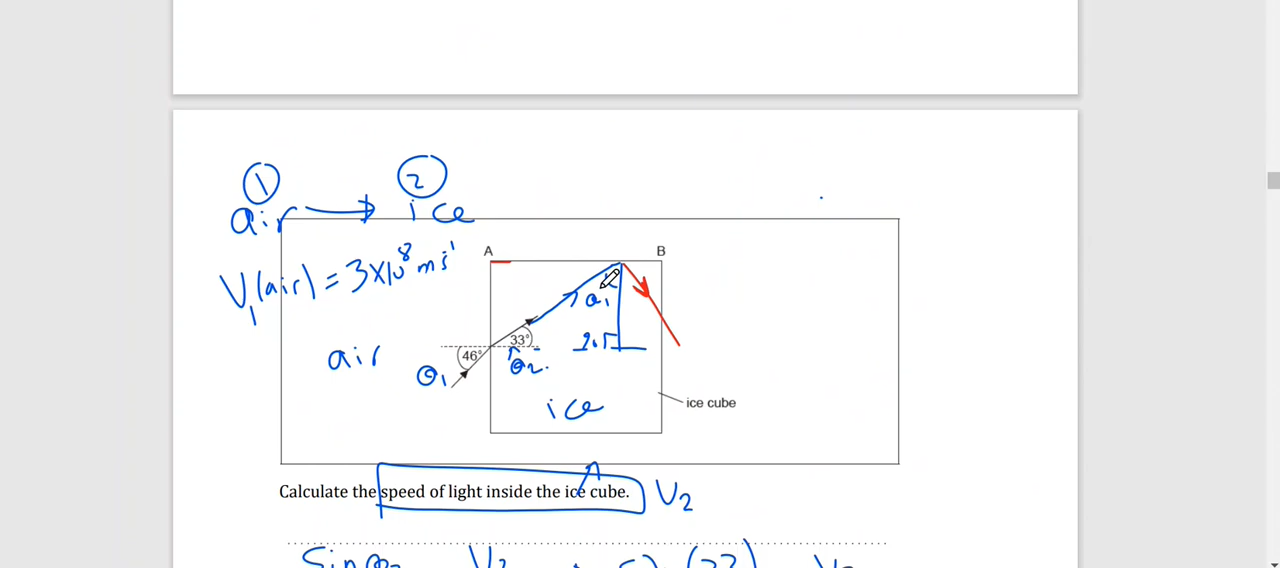 ① ②
air → ice
V₁(air) = 3×10⁸ ms⁻¹
A B
θ₁
33°
46°
air θ₁ θ₂
ice
ice cube
Calculate the speed of light inside the ice cube. V₂